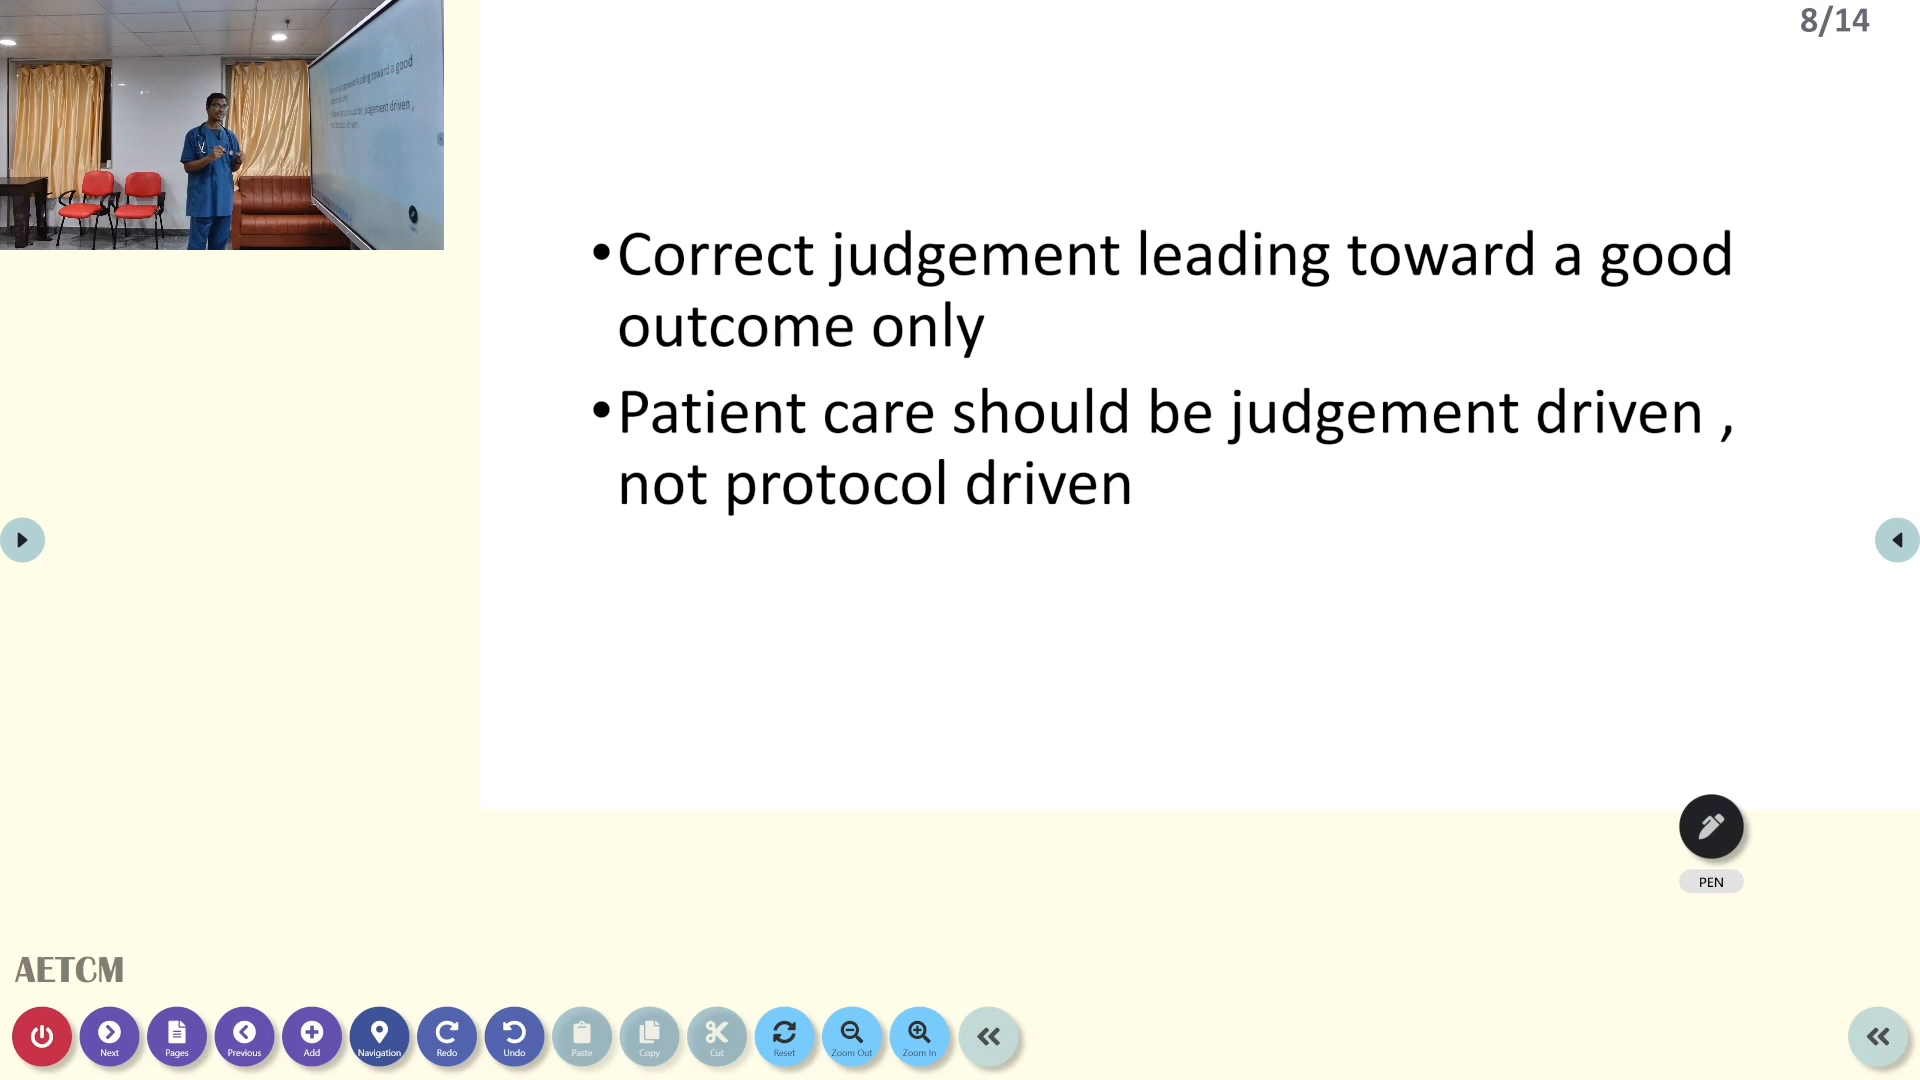 8/14
•Correct judgement leading toward a good
outcome only
•Patient care should be judgement driven ,
not protocol driven
PEN
AETCM
Next
Pages
Previous
Add
Navigation
Redo
Undo
Paste
Copy
Cut
Reset
Zoom Out
Zoom In